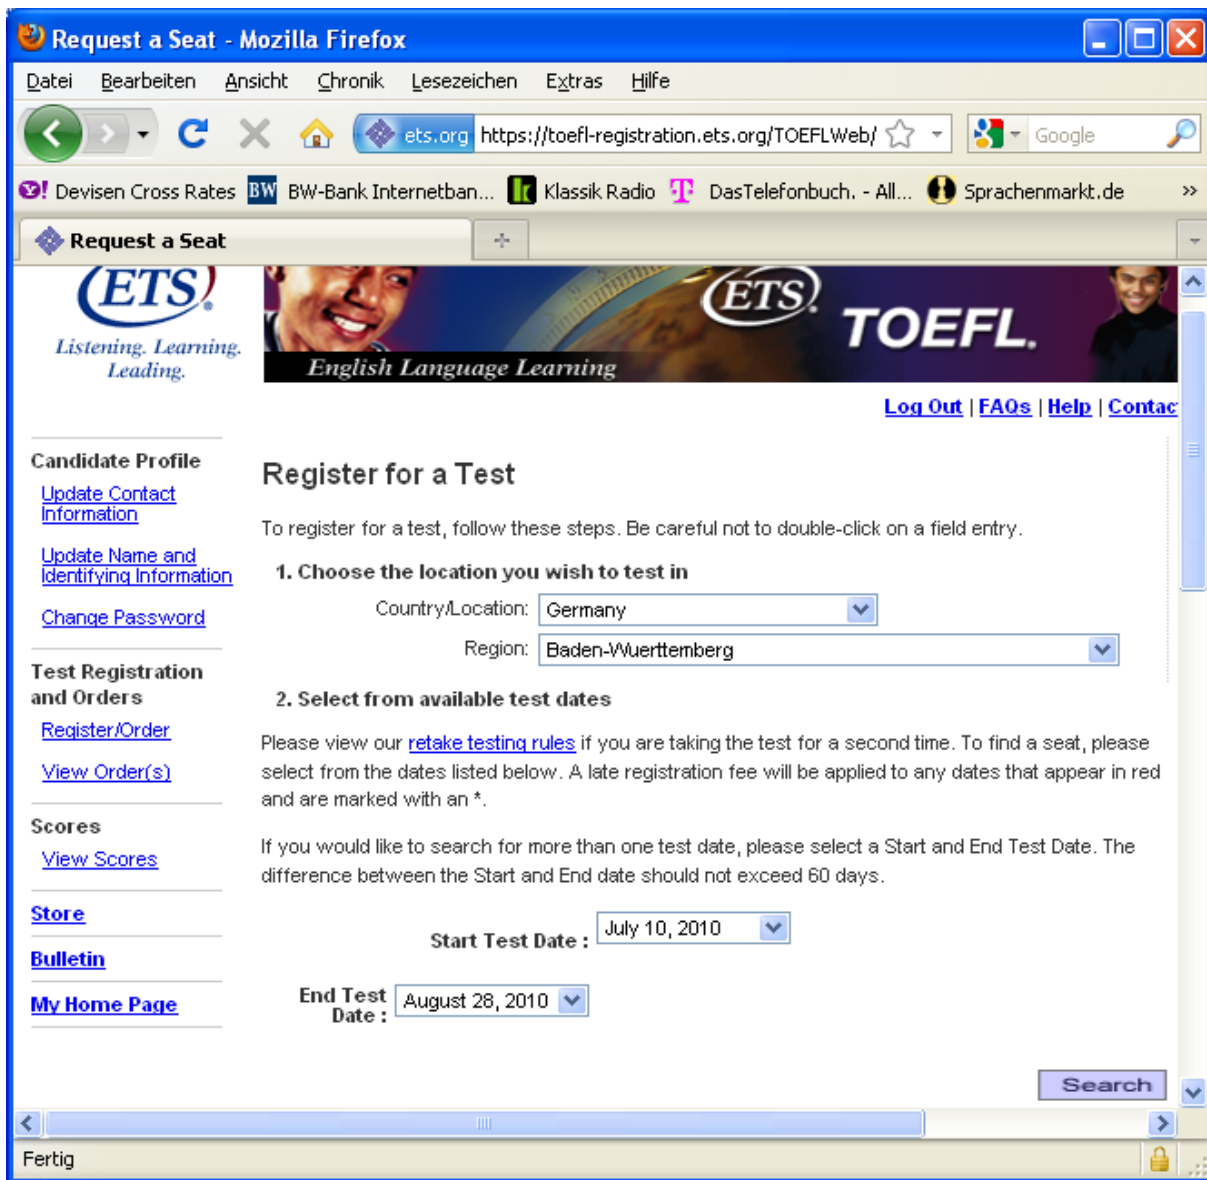 Request a Seat - Mozilla Firefox
Datei Bearbeiten Ansicht Chronik Lesezeichen Extras Hilfe
ets.org https://toefl-registration.ets.org/TOEFLWeb/ Google
Y! Devisen Cross Rates BW BW-Bank Internetban... Klassik Radio T DasTelefonbuch. - All... Sprachenmarkt.de »
Request a Seat
ETS
Listening. Learning.
Leading.
English Language Learning
ETS TOEFL.
Log Out | FAQs | Help | Contac
Candidate Profile
Update Contact
Information
Update Name and
Identifying Information
Change Password
Test Registration
and Orders
Register/Order
View Order(s)
Scores
View Scores
Store
Bulletin
My Home Page
Register for a Test
To register for a test, follow these steps. Be careful not to double-click on a field entry.
1. Choose the location you wish to test in
Country/Location: Germany
Region: Baden-Wuerttemberg
2. Select from available test dates
Please view our retake testing rules if you are taking the test for a second time. To find a seat, please
select from the dates listed below. A late registration fee will be applied to any dates that appear in red
and are marked with an *.
If you would like to search for more than one test date, please select a Start and End Test Date. The
difference between the Start and End date should not exceed 60 days.
Start Test Date : July 10, 2010
End Test
Date : August 28, 2010
Search
Fertig